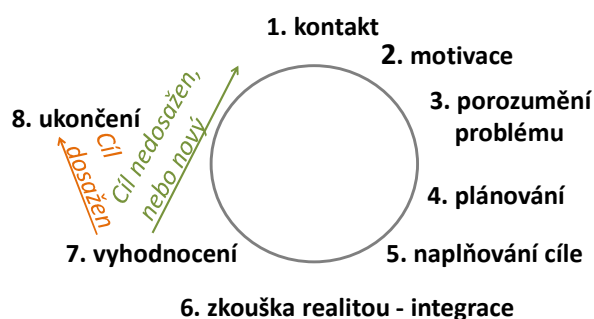 1. kontakt
2. motivace
3. porozumění
problému
4. plánování
5. naplňování cíle
6. zkouška realitou - integrace
7. vyhodnocení
8. ukončení
Cíl
dosažen
Cíl nedosažen,
nebo nový